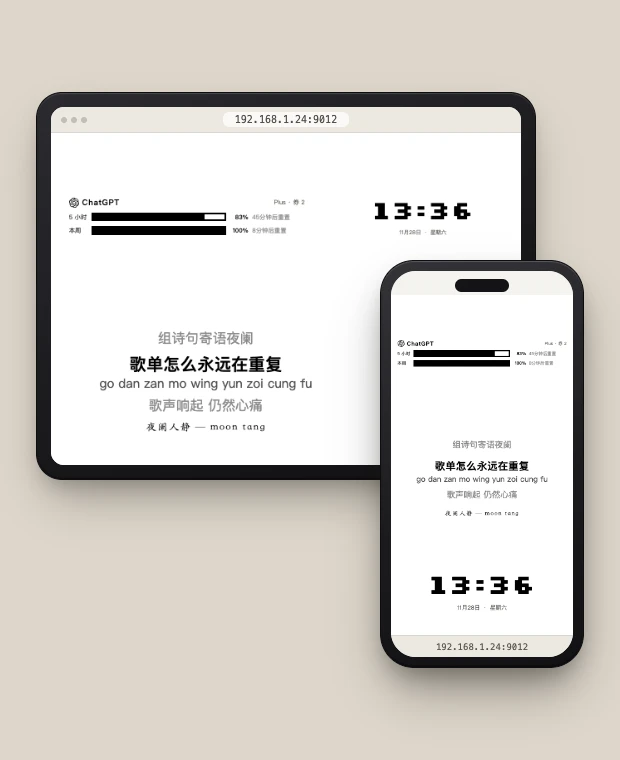 192.168.1.24:9012
ChatGPT
Plus · 券 2
5 小时 83% 46分钟后重置
本周 100% 8分钟后重置
13:36
11月28日 · 星期六
组诗句寄语夜阑
歌单怎么永远在重复
go dan zan mo wing yun zoi cung fu
歌声响起 仍然心痛
夜阑人静 — moon tang
ChatGPT
Plus · 券 2
5 小时 83% 46分钟后重置
本周 100% 8分钟后重置
组诗句寄语夜阑
歌单怎么永远在重复
go dan zan mo wing yun zoi cung fu
歌声响起 仍然心痛
夜阑人静 — moon tang
13:36
11月28日 · 星期六
192.168.1.24:9012